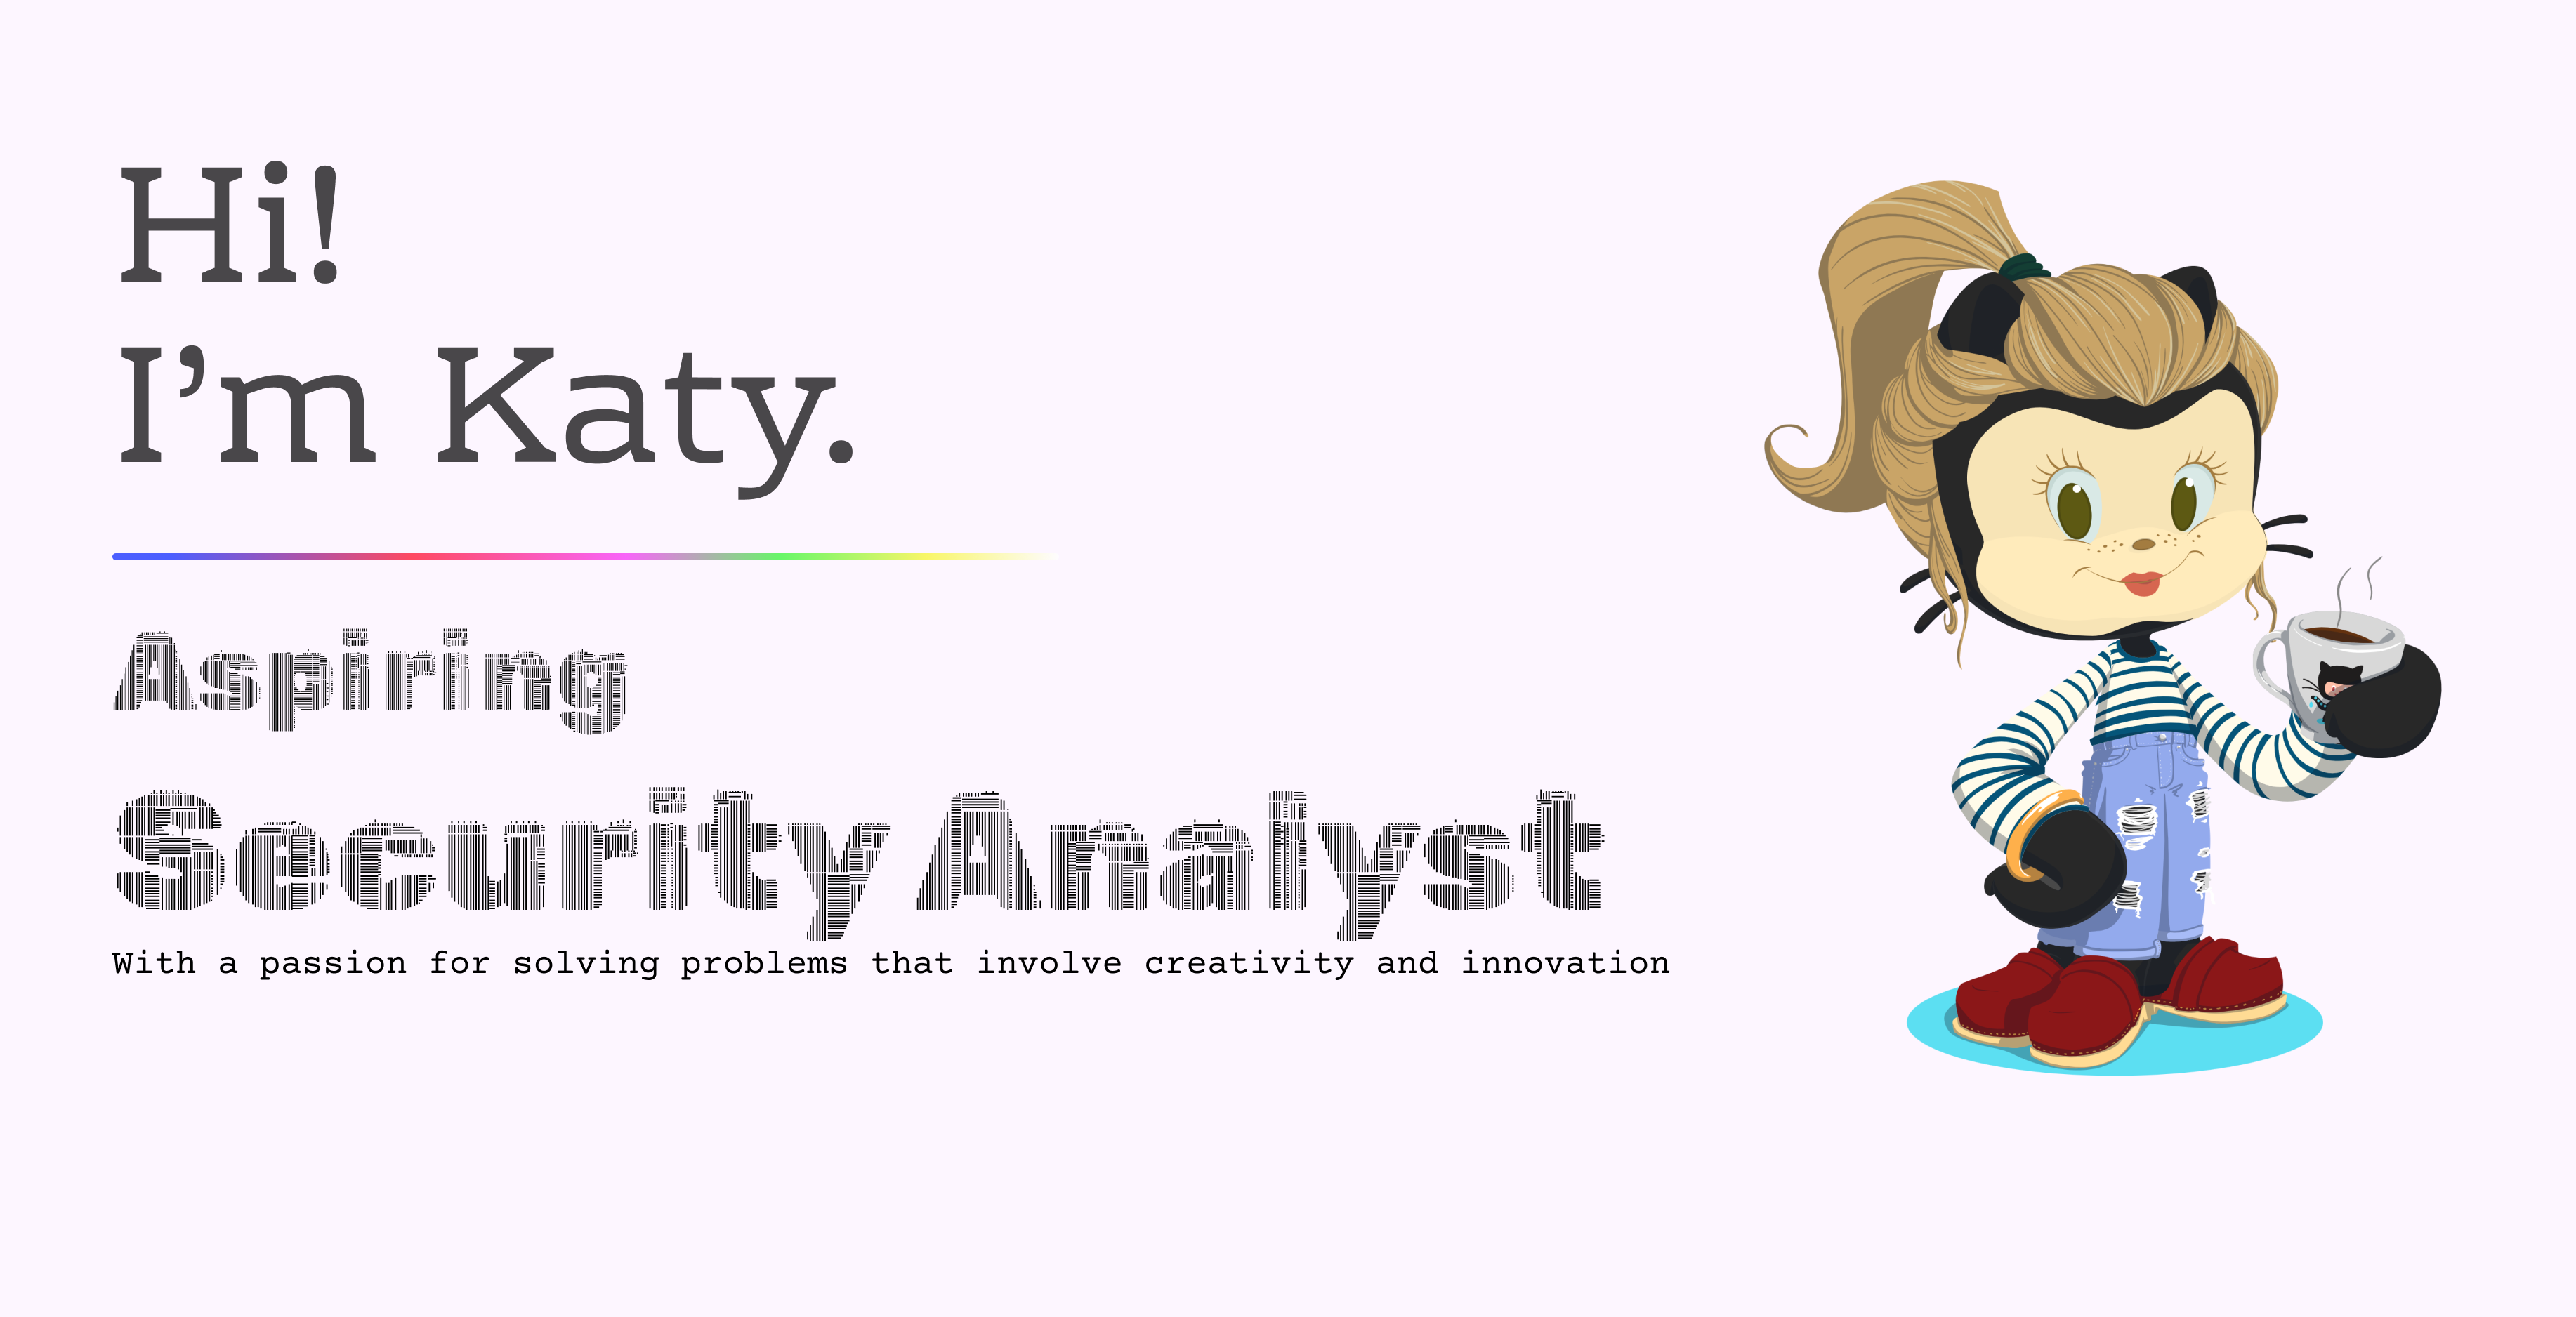 Hi!
I’m Katy.
Aspiring
Security Analyst
With a passion for solving problems that involve creativity and innovation